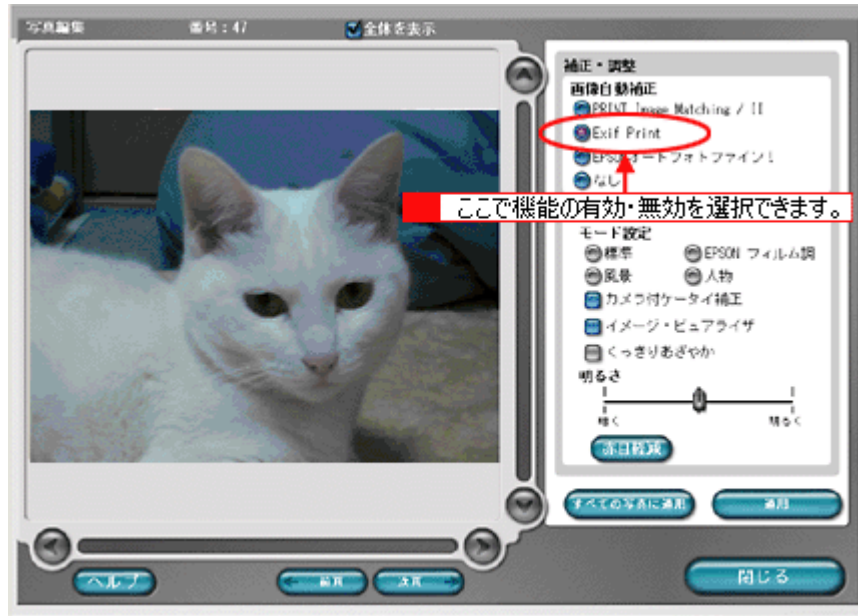 写真編集 番号:47 全体を表示
補正・調整
画像自動補正
PRINT Image Matching / II
Exif Print
EPSONオートフォトファイン!
なし
ここで機能の有効・無効を選択できます。
モード設定
標準 EPSON フィルム調
風景 人物
カメラ付ケータイ補正
イメージ・ピュアライザ
くっきりあざやか
明るさ
暗く 明るく
赤目軽減
すべての写真に適用 適用
ヘルプ 前頁 次頁 閉じる